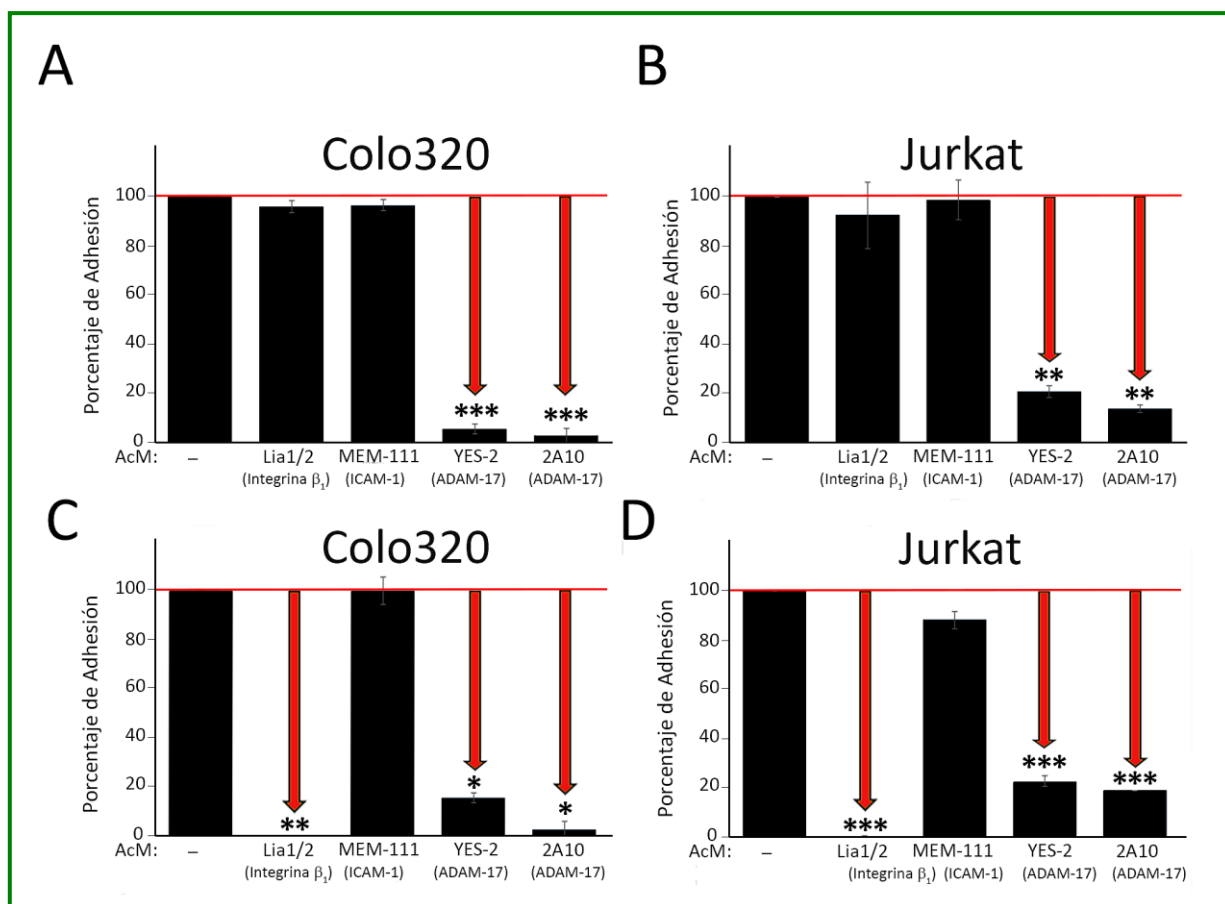 A
Colo320
Porcentaje de Adhesión
100
80
60
40
20
0
***
***
AcM:
–
Lia1/2
MEM-111
YES-2
2A10
(Integrina β1)
(ICAM-1)
(ADAM-17)
(ADAM-17)
B
Jurkat
Porcentaje de Adhesión
100
80
60
40
20
0
**
**
AcM:
–
Lia1/2
MEM-111
YES-2
2A10
(Integrina β1)
(ICAM-1)
(ADAM-17)
(ADAM-17)
C
Colo320
Porcentaje de Adhesión
100
80
60
40
20
0
**
*
*
AcM:
–
Lia1/2
MEM-111
YES-2
2A10
(Integrina β1)
(ICAM-1)
(ADAM-17)
(ADAM-17)
D
Jurkat
Porcentaje de Adhesión
100
80
60
40
20
0
***
***
***
AcM:
–
Lia1/2
MEM-111
YES-2
2A10
(Integrina β1)
(ICAM-1)
(ADAM-17)
(ADAM-17)